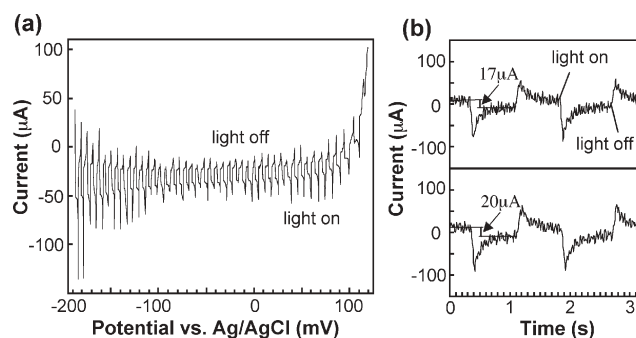 (a)
100
50
0
-50
-100
Current (µA)
light off
light on
-200
-100
0
100
Potential vs. Ag/AgCl (mV)
(b)
100
0
-100
17µA
light on
light off
Current (µA)
100
0
-100
20µA
0
1
2
3
Time (s)